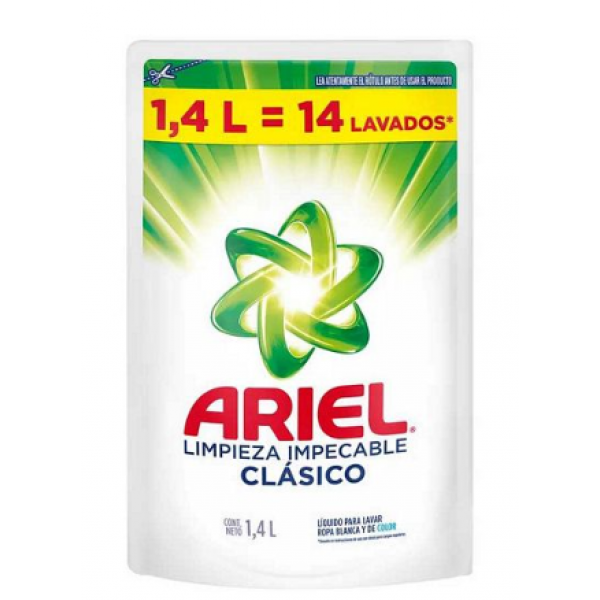 LEA ATENTAMENTE EL RÓTULO ANTES DE USAR EL PRODUCTO
1,4 L = 14 LAVADOS*
ARIEL®
LIMPIEZA IMPECABLE
CLÁSICO
CONT. NETO 1,4 L
LÍQUIDO PARA LAVAR
ROPA BLANCA Y DE COLOR